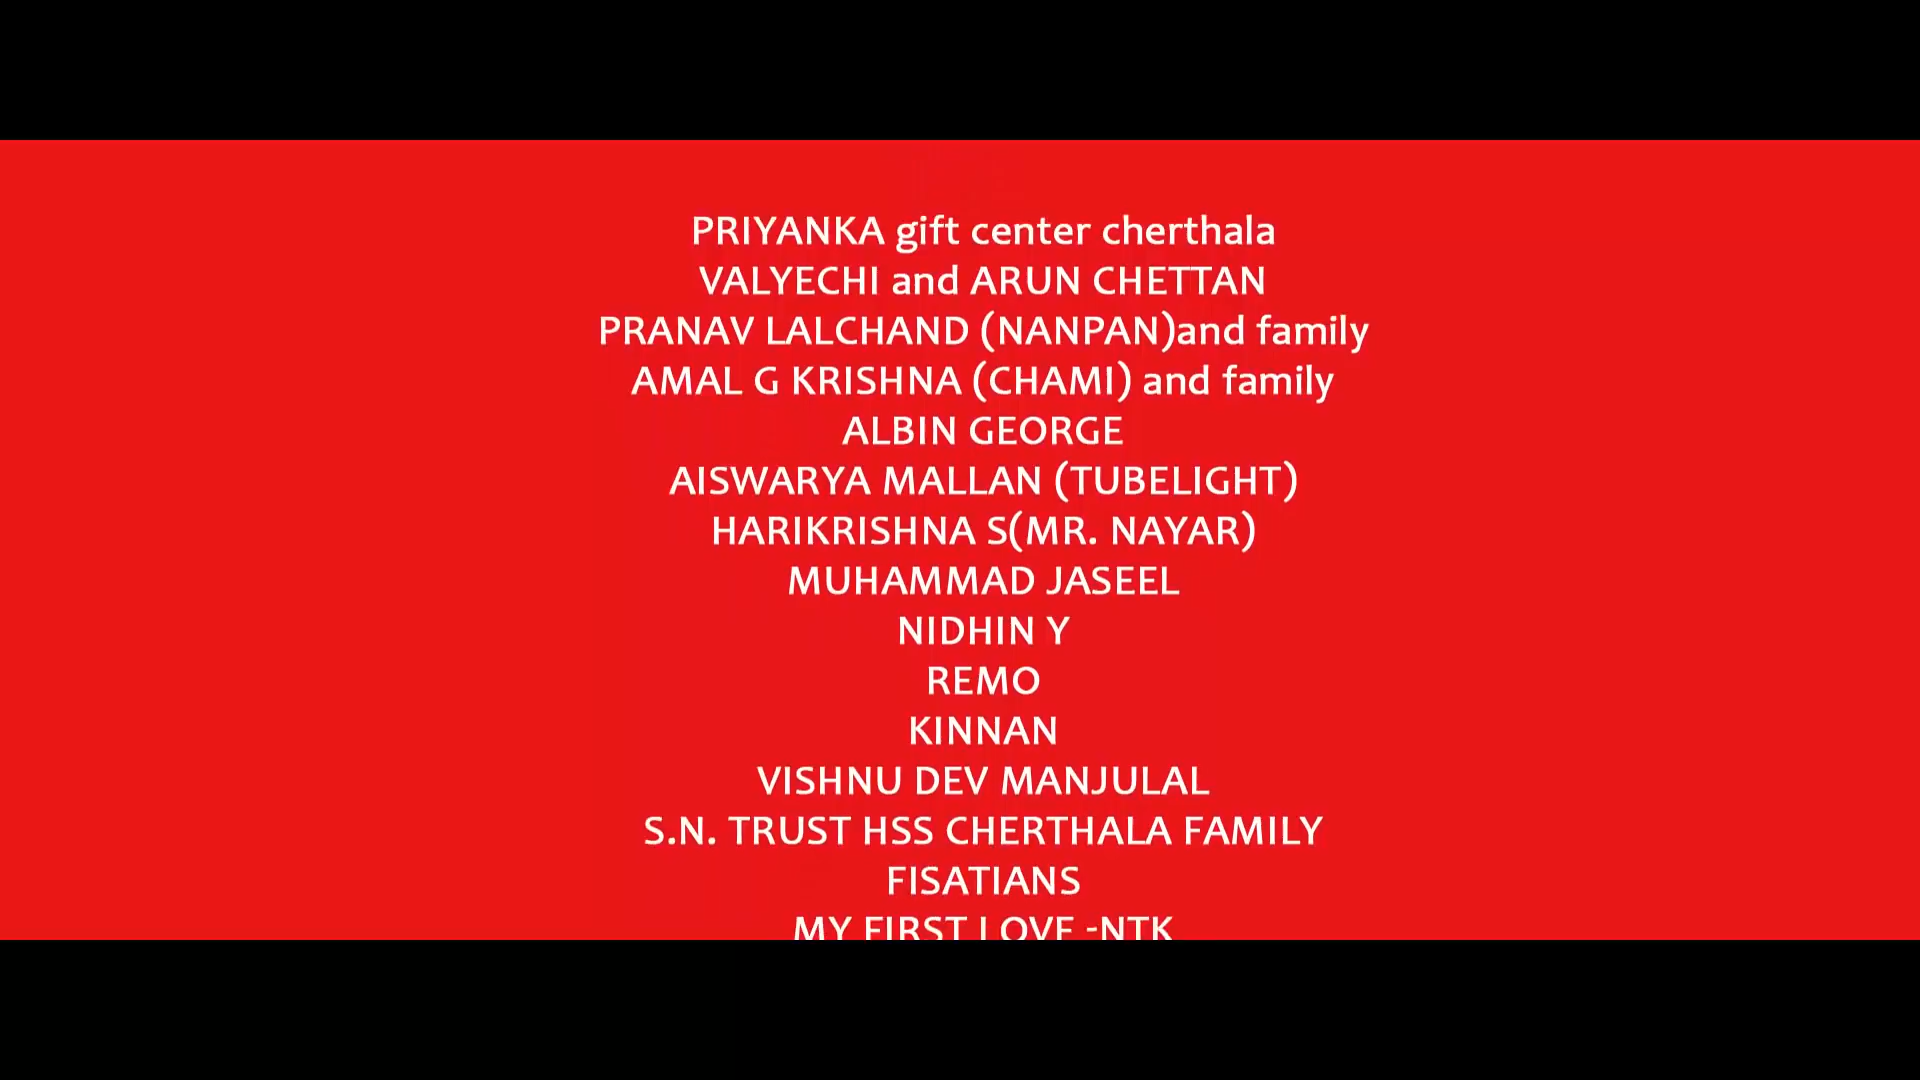 PRIYANKA gift center cherthala
VALYECHI and ARUN CHETTAN
PRANAV LALCHAND (NANPAN)and family
AMAL G KRISHNA (CHAMI) and family
ALBIN GEORGE
AISWARYA MALLAN (TUBELIGHT)
HARIKRISHNA S(MR. NAYAR)
MUHAMMAD JASEEL
NIDHIN Y
REMO
KINNAN
VISHNU DEV MANJULAL
S.N. TRUST HSS CHERTHALA FAMILY
FISATIANS
MY FIRST LOVE -NTK